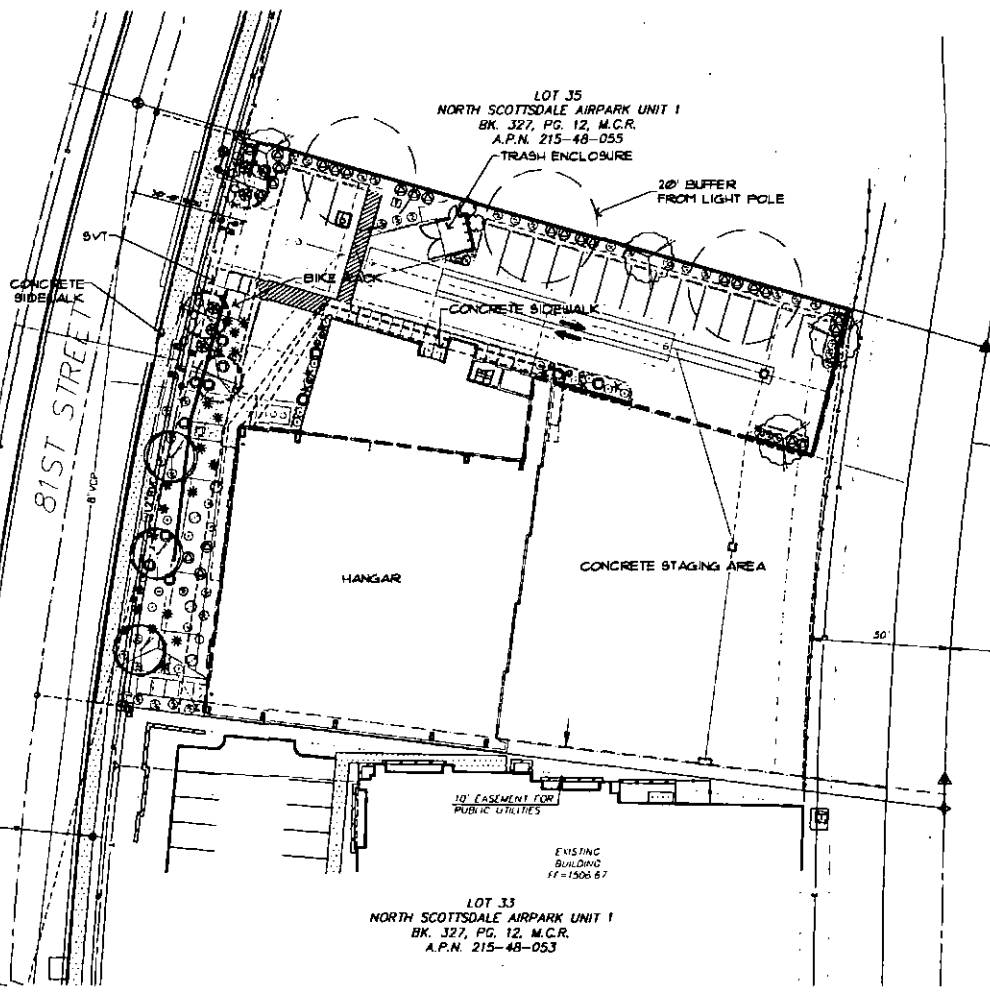 LOT 35
NORTH SCOTTSDALE AIRPARK UNIT 1
BK. 327, PG. 12, M.C.R.
A.P.N. 215-48-055
TRASH ENCLOSURE
20' BUFFER
FROM LIGHT POLE
SVT
CONCRETE
SIDEWALK
BIKE RACK
CONCRETE SIDEWALK
81ST STREET
8" VCP
HANGAR
CONCRETE STAGING AREA
50'
10' EASEMENT FOR
PUBLIC UTILITIES
EXISTING
BUILDING
FF=1506.67
LOT 33
NORTH SCOTTSDALE AIRPARK UNIT 1
BK. 327, PG. 12, M.C.R.
A.P.N. 215-48-053